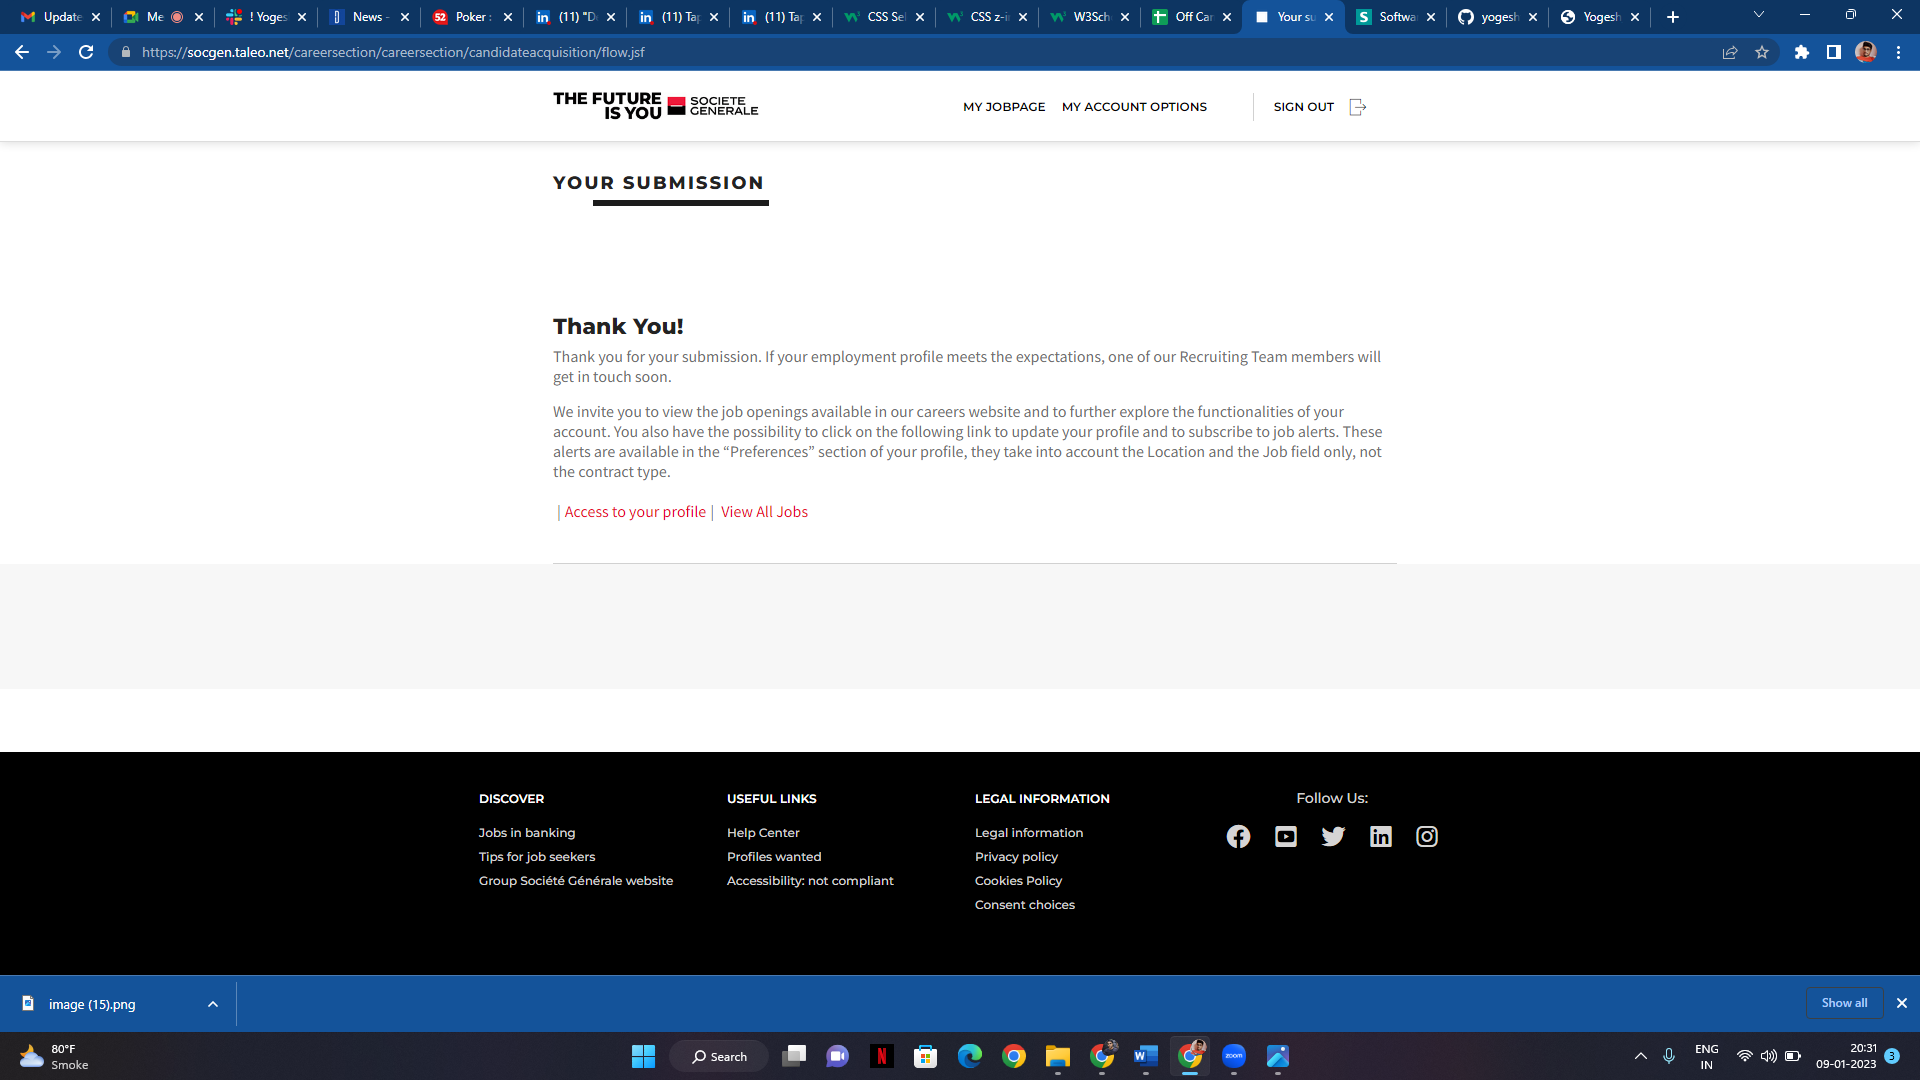 Update
Me
! Yoges
News -
Poker :
(11) "D
(11) Tap
(11) Tap
CSS Sel
CSS z-i
W3Sch
Off Car
Your su
Softwa
yogesh
Yogesh
https://socgen.taleo.net/careersection/careersection/candidateacquisition/flow.jsf
THE FUTURE
IS YOU
SOCIETE
GENERALE
MY JOBPAGE
MY ACCOUNT OPTIONS
SIGN OUT
YOUR SUBMISSION
Thank You!
Thank you for your submission. If your employment profile meets the expectations, one of our Recruiting Team members will
get in touch soon.
We invite you to view the job openings available in our careers website and to further explore the functionalities of your
account. You also have the possibility to click on the following link to update your profile and to subscribe to job alerts. These
alerts are available in the “Preferences” section of your profile, they take into account the Location and the Job field only, not
the contract type.
| Access to your profile | View All Jobs
DISCOVER
Jobs in banking
Tips for job seekers
Group Société Générale website
USEFUL LINKS
Help Center
Profiles wanted
Accessibility: not compliant
LEGAL INFORMATION
Legal information
Privacy policy
Cookies Policy
Consent choices
Follow Us:
image (15).png
Show all
80°F
Smoke
Search
ENG
IN
20:31
09-01-2023
3